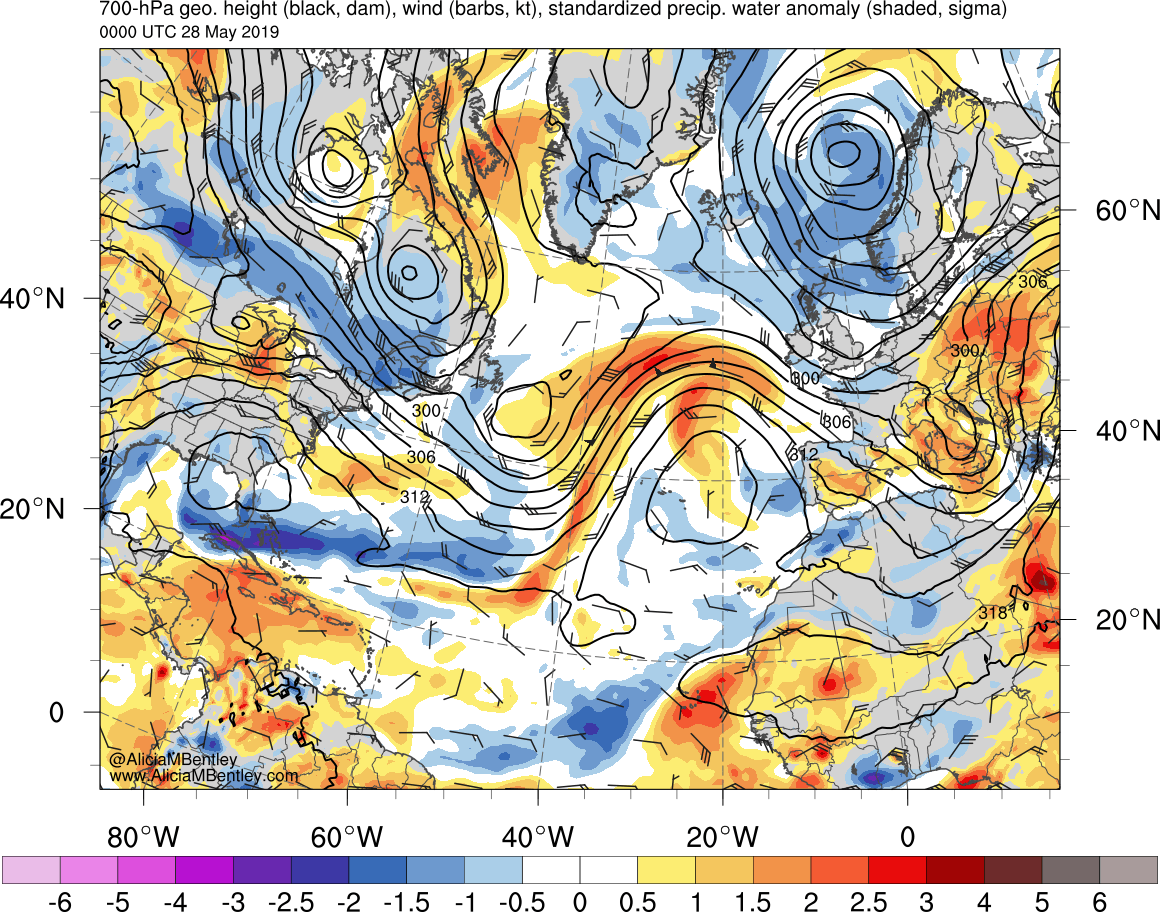 700-hPa geo. height (black, dam), wind (barbs, kt), standardized precip. water anomaly (shaded, sigma)
0000 UTC 28 May 2019
60°N
306
40°N
300
300
300
306
40°N
306
312
312
20°N
318
20°N
0
@AliciaMBentley
www.AliciaMBentley.com
80°W 60°W 40°W 20°W 0
-6 -5 -4 -3 -2.5 -2 -1.5 -1 -0.5 0 0.5 1 1.5 2 2.5 3 4 5 6